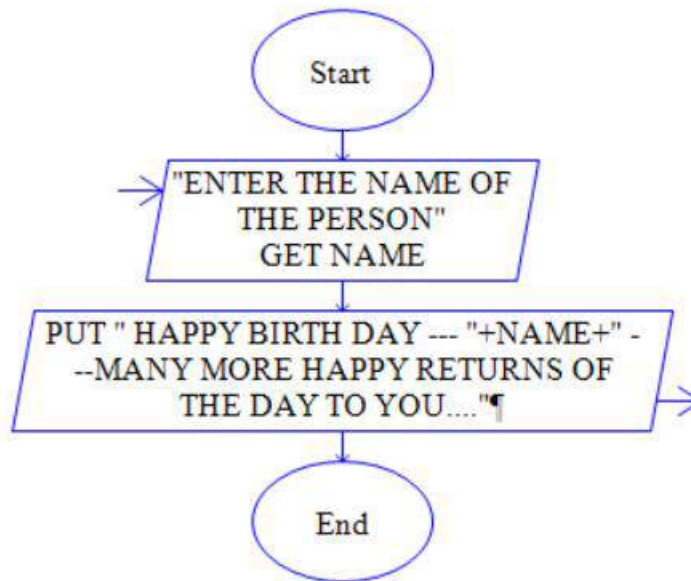 Start
"ENTER THE NAME OF
THE PERSON"
GET NAME
PUT " HAPPY BIRTH DAY --- "+NAME+" -
--MANY MORE HAPPY RETURNS OF
THE DAY TO YOU...."¶
End